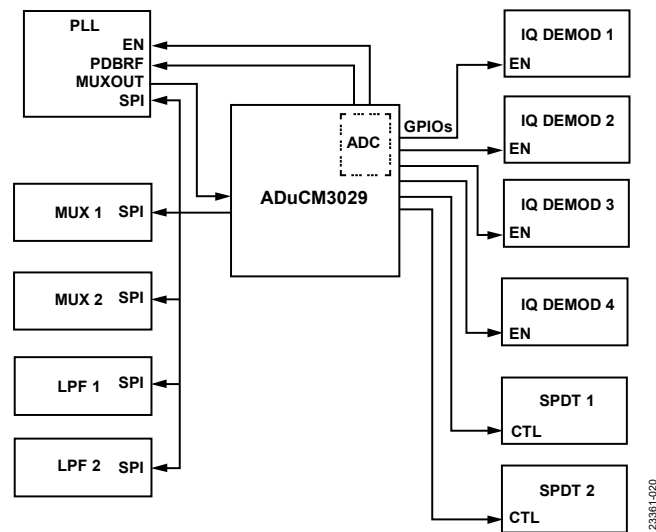 PLL
EN
PDBRF
MUXOUT
SPI
MUX 1 SPI
MUX 2 SPI
LPF 1 SPI
LPF 2 SPI
ADC
ADuCM3029
GPIOs
IQ DEMOD 1
EN
IQ DEMOD 2
EN
IQ DEMOD 3
EN
IQ DEMOD 4
EN
SPDT 1
CTL
SPDT 2
CTL
23361-020